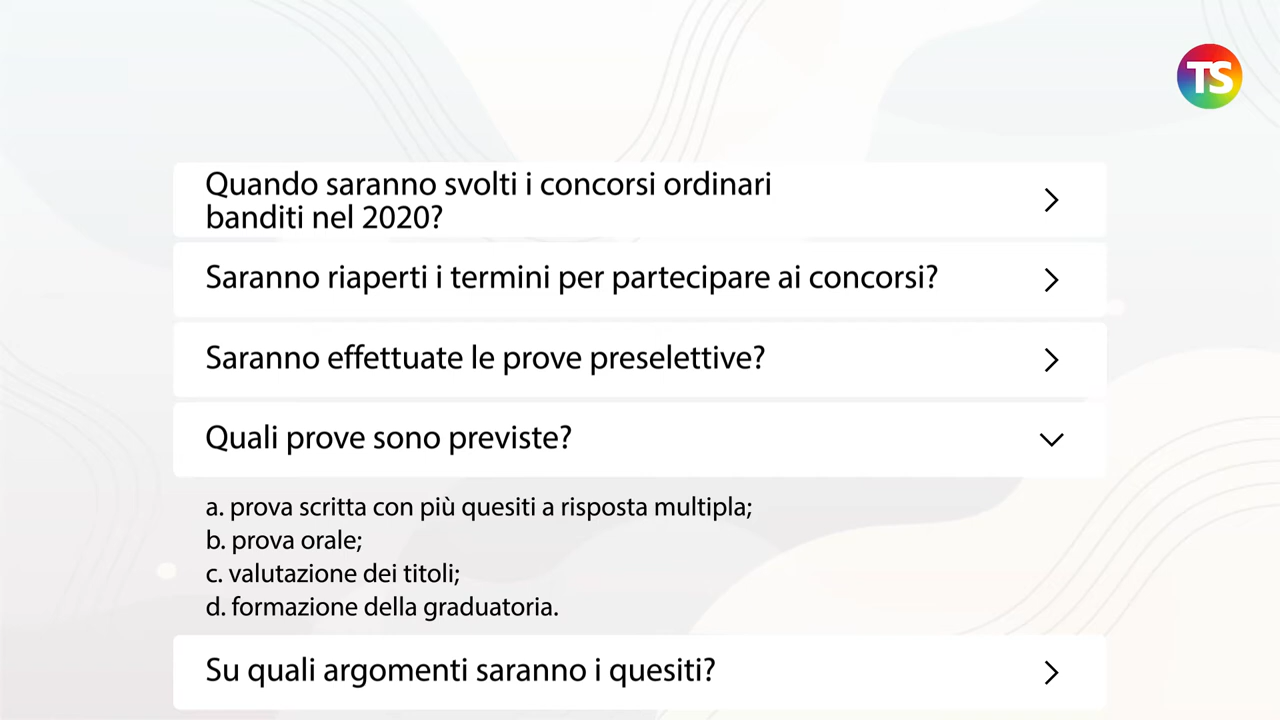 TS
Quando saranno svolti i concorsi ordinari
banditi nel 2020?
Saranno riaperti i termini per partecipare ai concorsi?
Saranno effettuate le prove preselettive?
Quali prove sono previste?
a. prova scritta con più quesiti a risposta multipla;
b. prova orale;
c. valutazione dei titoli;
d. formazione della graduatoria.
Su quali argomenti saranno i quesiti?